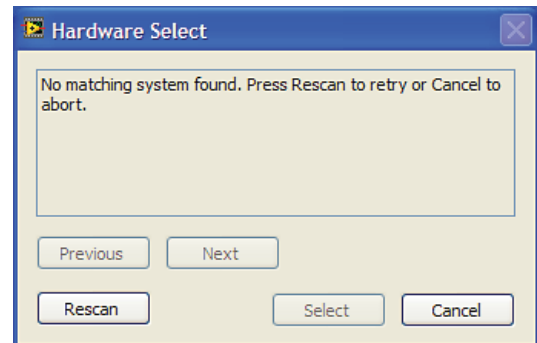 Hardware Select
No matching system found. Press Rescan to retry or Cancel to
abort.
Previous Next
Rescan Select Cancel